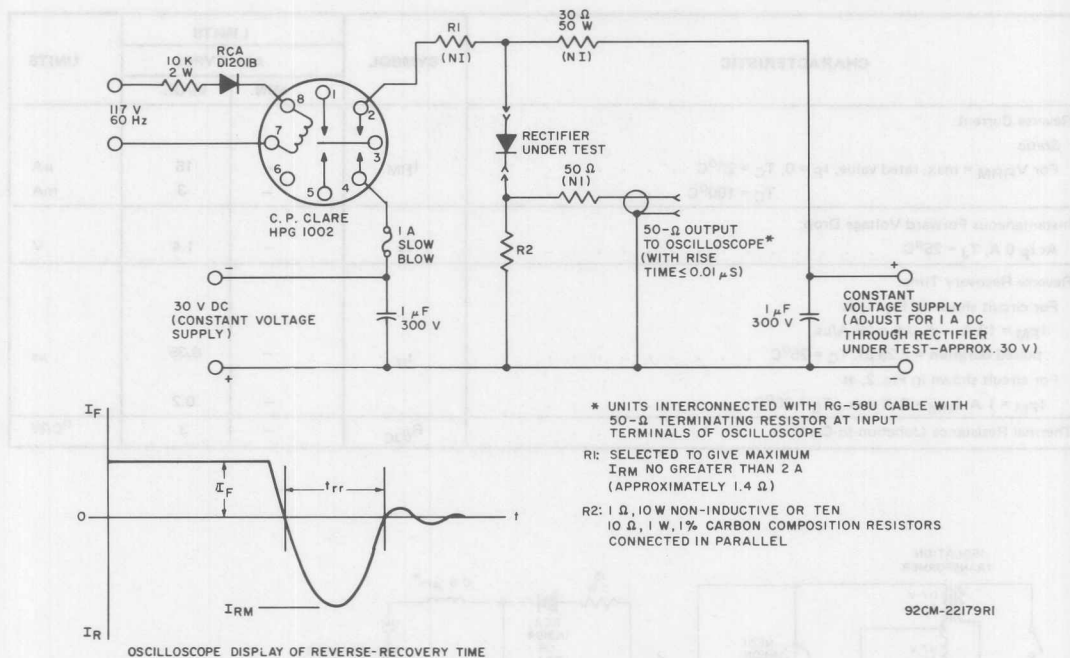 10 K
2 W
RCA
D1201B
117 V
60 Hz
8
1
2
7
3
6
5
4
C. P. CLARE
HPG 1002
R1
(NI)
30 Ω
50 W
(NI)
RECTIFIER
UNDER TEST
50 Ω
(NI)
R2
50-Ω OUTPUT
TO OSCILLOSCOPE*
(WITH RISE
TIME ≤ 0.01 μS)
1 A
SLOW
BLOW
–
30 V DC
(CONSTANT VOLTAGE
SUPPLY)
+
1 μF
300 V
1 μF
300 V
+
CONSTANT
VOLTAGE SUPPLY
(ADJUST FOR 1 A DC
THROUGH RECTIFIER
UNDER TEST–APPROX. 30 V)
–
* UNITS INTERCONNECTED WITH RG-58U CABLE WITH
50-Ω TERMINATING RESISTOR AT INPUT
TERMINALS OF OSCILLOSCOPE
R1: SELECTED TO GIVE MAXIMUM
IRM NO GREATER THAN 2 A
(APPROXIMATELY 1.4 Ω)
R2: 1 Ω, 10 W NON-INDUCTIVE OR TEN
10 Ω, 1 W, 1% CARBON COMPOSITION RESISTORS
CONNECTED IN PARALLEL
92CM-22179R1
IF
IF
trr
0
t
IRM
IR
OSCILLOSCOPE DISPLAY OF REVERSE-RECOVERY TIME